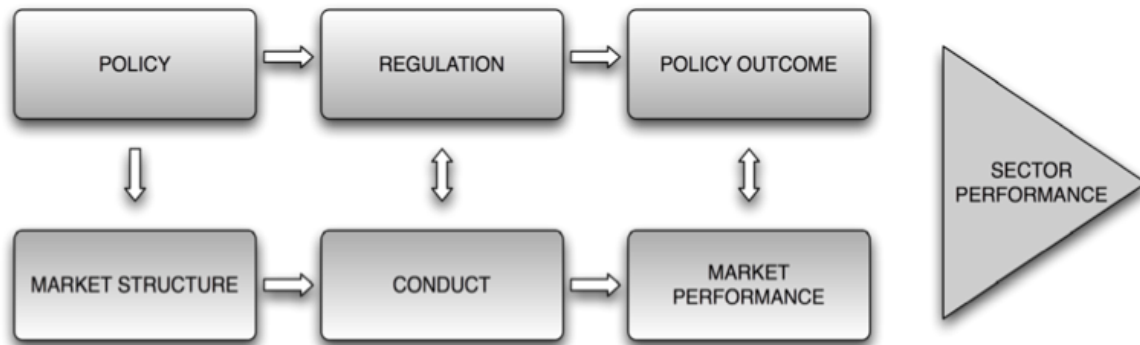 POLICY
REGULATION
POLICY OUTCOME
SECTOR
PERFORMANCE
MARKET STRUCTURE
CONDUCT
MARKET
PERFORMANCE